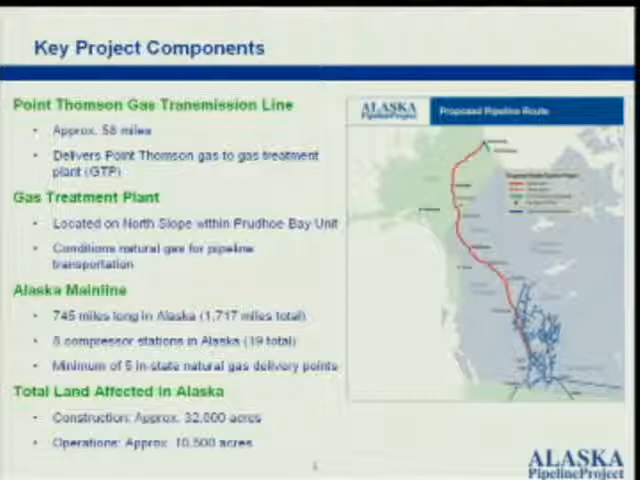 Key Project Components
Point Thomson Gas Transmission Line
• Approx. 58 miles
• Delivers Point Thomson gas to gas treatment
plant (GTP)
Gas Treatment Plant
• Located on North Slope within Prudhoe Bay Unit
• Conditions natural gas for pipeline
transportation
Alaska Mainline
• 745 miles long in Alaska (1,717 miles total)
• 8 compressor stations in Alaska (19 total)
• Minimum of 5 in-state natural gas delivery points
Total Land Affected in Alaska
• Construction: Approx. 32,000 acres
• Operations: Approx. 10,500 acres
ALASKA
PipelineProject
Proposed Pipeline Route
ALASKA
PipelineProject